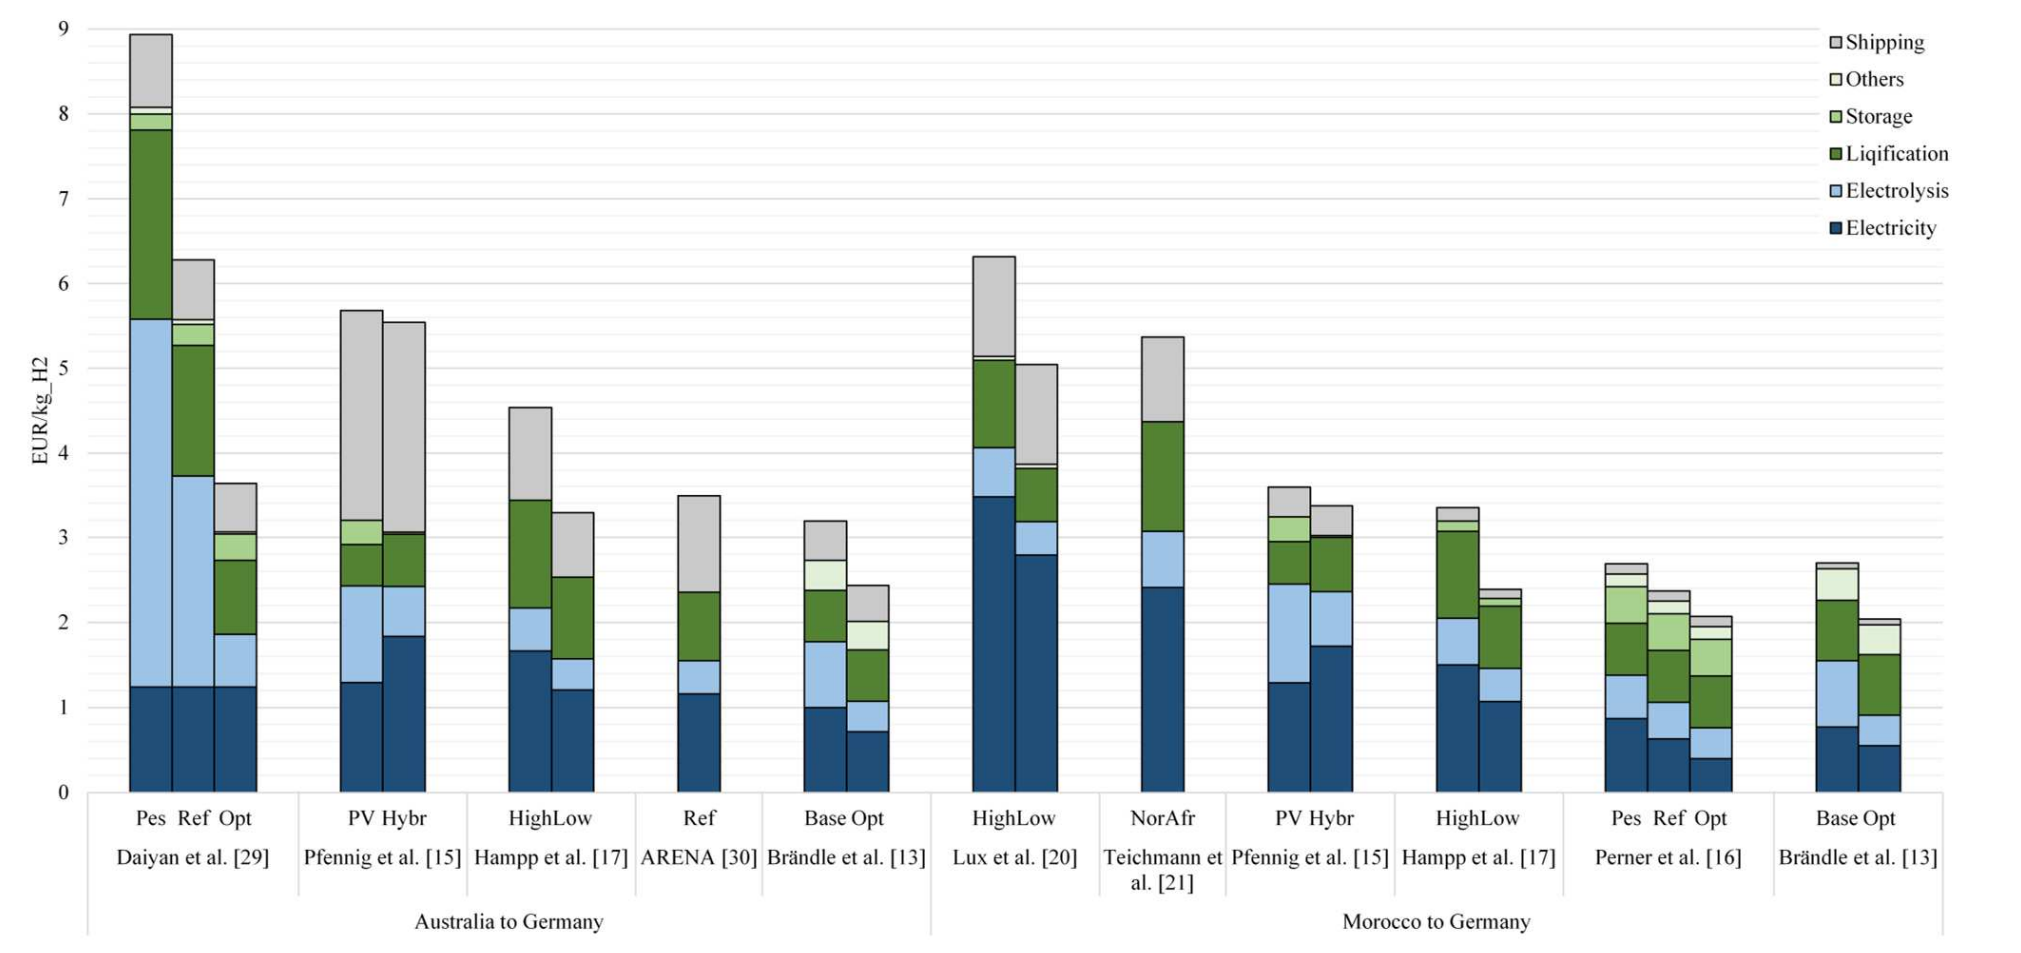 9
8
7
6
5
4
3
2
1
0
EUR/kg_H2
Shipping
Others
Storage
Liqification
Electrolysis
Electricity
Pes Ref Opt
PV Hybr
HighLow
Ref
Base Opt
HighLow
NorAfr
PV Hybr
HighLow
Pes Ref Opt
Base Opt
Daiyan et al. [29]
Pfennig et al. [15]
Hampp et al. [17]
ARENA [30]
Brändle et al. [13]
Lux et al. [20]
Teichmann et
al. [21]
Pfennig et al. [15]
Hampp et al. [17]
Perner et al. [16]
Brändle et al. [13]
Australia to Germany
Morocco to Germany